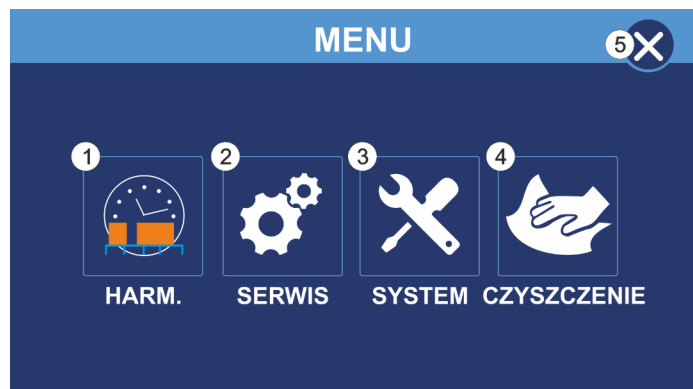 MENU
5
1
2
3
4
HARM.
SERWIS
SYSTEM
CZYSZCZENIE